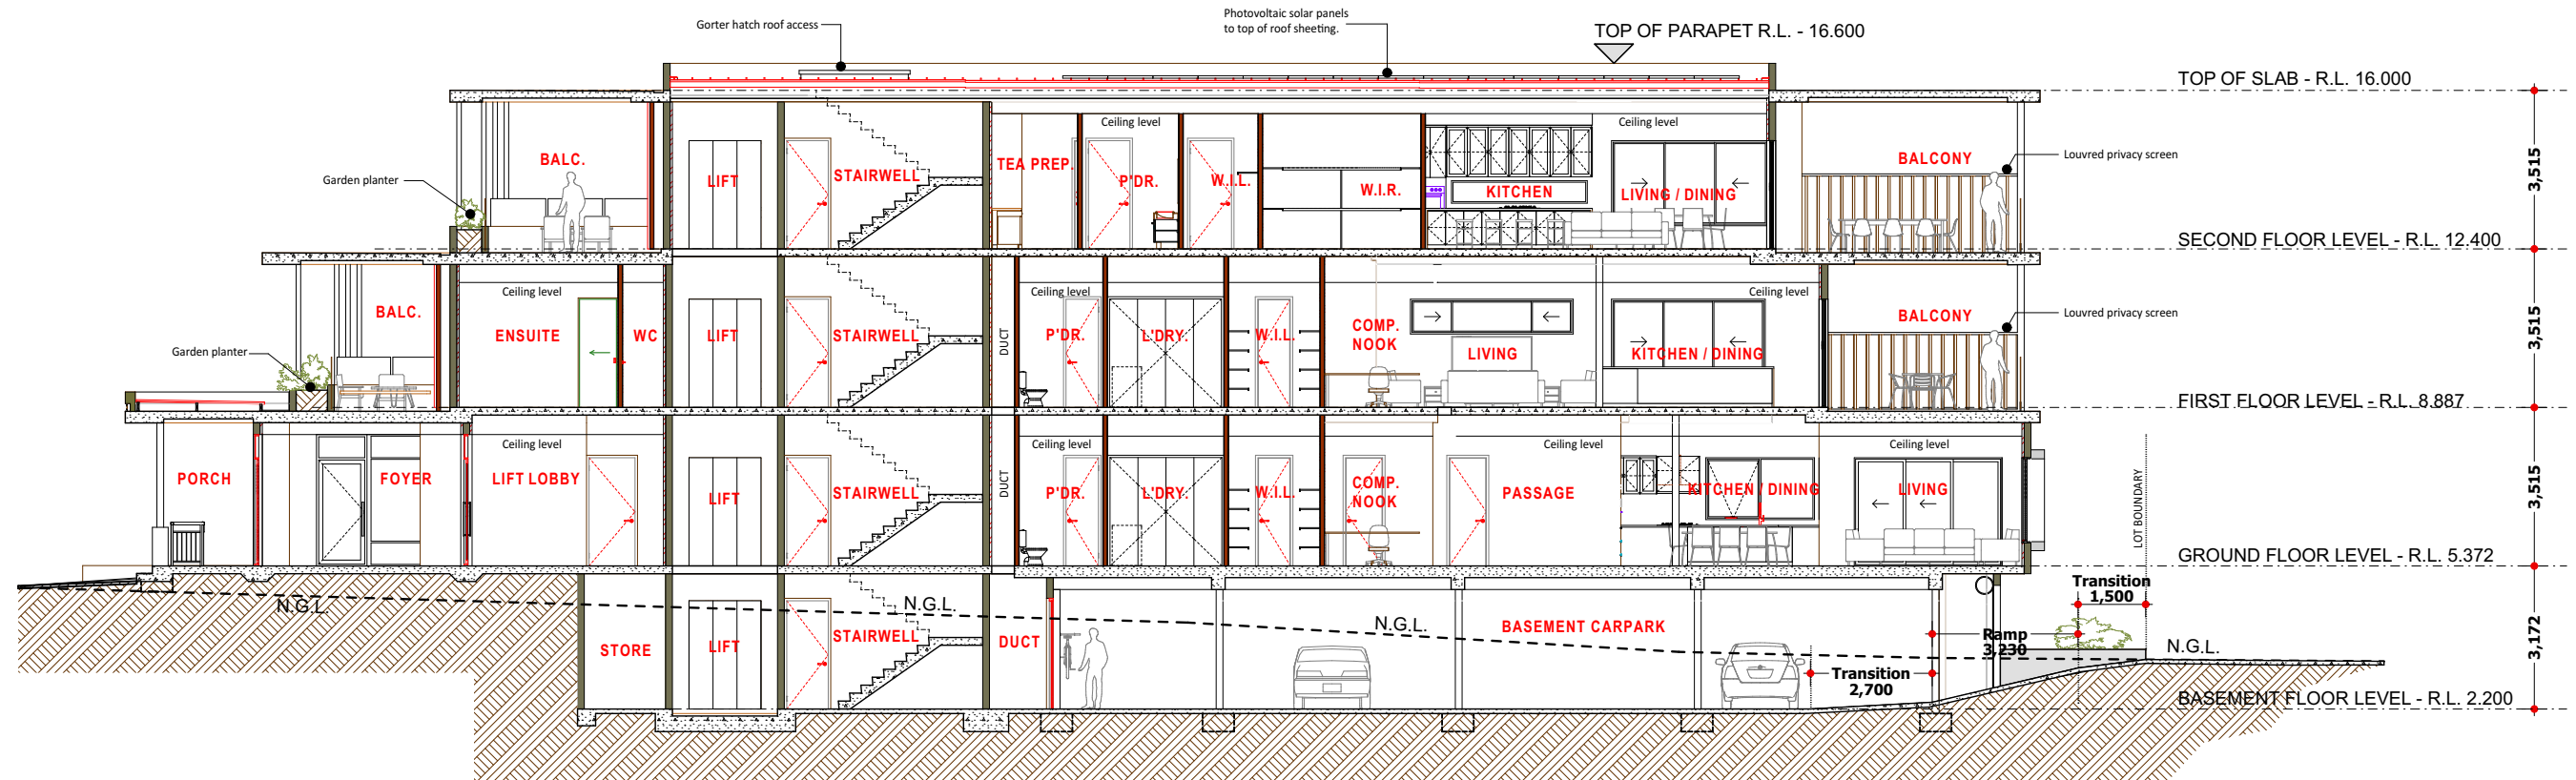 Gorter hatch roof access
Photovoltaic solar panels
to top of roof sheeting.
TOP OF PARAPET R.L. - 16.600
TOP OF SLAB - R.L. 16.000
Ceiling level
Ceiling level
BALC.
LIFT
STAIRWELL
TEA PREP.
P'DR.
W.I.L.
W.I.R.
KITCHEN
LIVING / DINING
BALCONY
Louvred privacy screen
Garden planter
3,515
SECOND FLOOR LEVEL - R.L. 12.400
Ceiling level
Ceiling level
Ceiling level
BALC.
ENSUITE
WC
LIFT
STAIRWELL
DUCT
P'DR.
L'DRY.
W.I.L.
COMP.
NOOK
LIVING
KITCHEN / DINING
BALCONY
Louvred privacy screen
Garden planter
3,515
FIRST FLOOR LEVEL - R.L. 8.887
Ceiling level
Ceiling level
Ceiling level
Ceiling level
PORCH
FOYER
LIFT LOBBY
LIFT
STAIRWELL
DUCT
P'DR.
L'DRY.
W.I.L.
COMP.
NOOK
PASSAGE
KITCHEN / DINING
LIVING
LOT BOUNDARY
3,515
GROUND FLOOR LEVEL - R.L. 5.372
Transition
1,500
N.G.L.
N.G.L.
N.G.L.
N.G.L.
STORE
LIFT
STAIRWELL
DUCT
BASEMENT CARPARK
Ramp
3,230
Transition
2,700
3,172
BASEMENT FLOOR LEVEL - R.L. 2.200